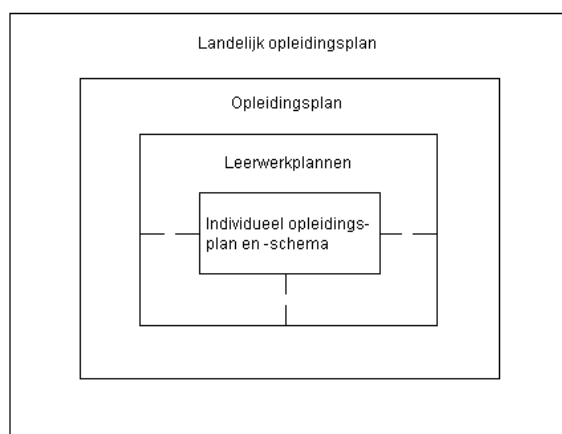 Landelijk opleidingsplan
Opleidingsplan
Leerwerkplannen
Individueel opleidings-
plan en -schema